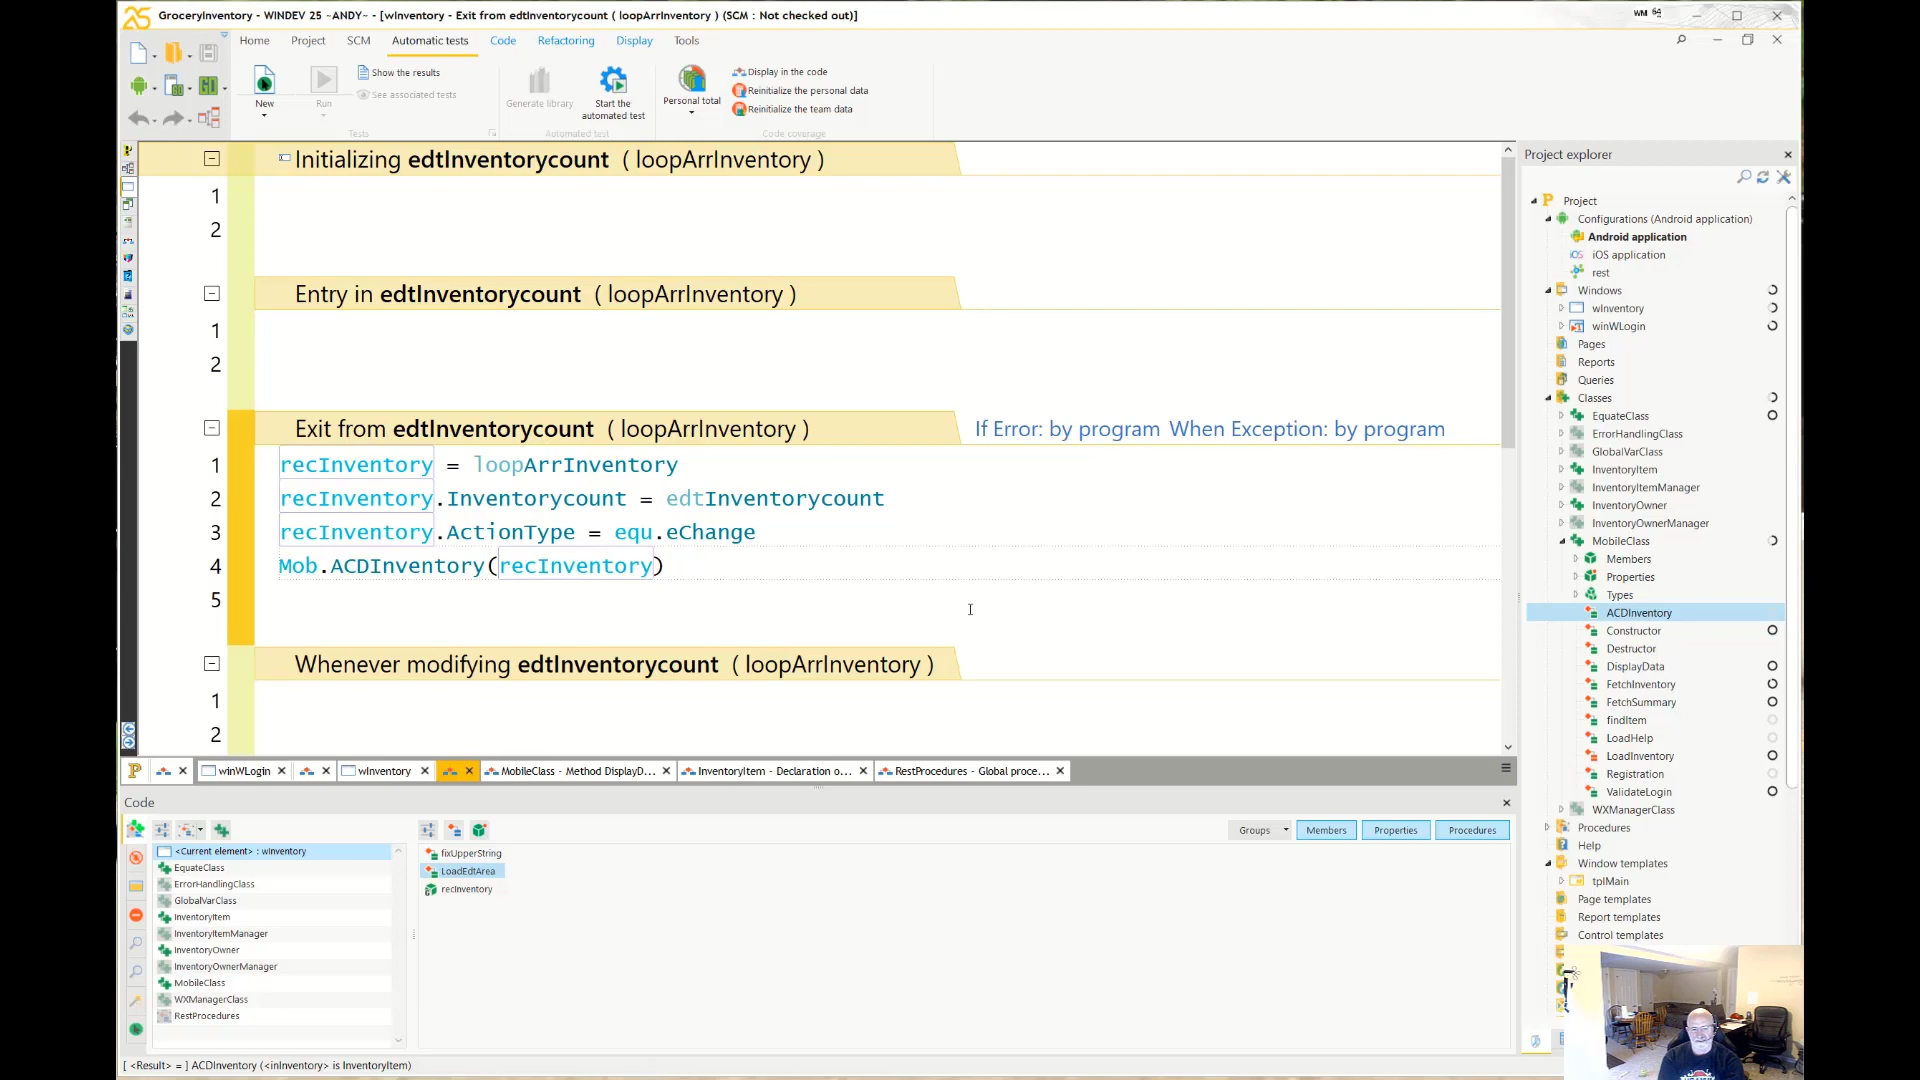 GroceryInventory - WINDEV 25 ~ANDY~ - [wInventory - Exit from edtInventorycount ( loopArrInventory ) (SCM : Not checked out)]
WM 64
Home Project SCM Automatic tests Code Refactoring Display Tools
New
Run
Show the results
See associated tests
Tests
Generate library
Start the automated test
Automated test
Personal total
Display in the code
Reinitialize the personal data
Reinitialize the team data
Code coverage
Initializing edtInventorycount ( loopArrInventory )
1
2
Entry in edtInventorycount ( loopArrInventory )
1
2
Exit from edtInventorycount ( loopArrInventory ) If Error: by program When Exception: by program
1 recInventory = loopArrInventory
2 recInventory.Inventorycount = edtInventorycount
3 recInventory.ActionType = equ.eChange
4 Mob.ACDInventory(recInventory)
5
Whenever modifying edtInventorycount ( loopArrInventory )
1
2
winWLogin wInventory MobileClass - Method DisplayD... InventoryItem - Declaration o... RestProcedures - Global proce...
Code
Groups Members Properties Procedures
<Current element> : wInventory
EquateClass
ErrorHandlingClass
GlobalVarClass
InventoryItem
InventoryItemManager
InventoryOwner
InventoryOwnerManager
MobileClass
WXManagerClass
RestProcedures
fixUpperString
LoadEdtArea
recInventory
[ <Result> = ] ACDInventory (<inInventory> is InventoryItem)
Project explorer
Project
Configurations (Android application)
Android application
iOS application
rest
Windows
wInventory
winWLogin
Pages
Reports
Queries
Classes
EquateClass
ErrorHandlingClass
GlobalVarClass
InventoryItem
InventoryItemManager
InventoryOwner
InventoryOwnerManager
MobileClass
Members
Properties
Types
ACDInventory
Constructor
Destructor
DisplayData
FetchInventory
FetchSummary
findItem
LoadHelp
LoadInventory
Registration
ValidateLogin
WXManagerClass
Procedures
Help
Window templates
tplMain
Page templates
Report templates
Control templates